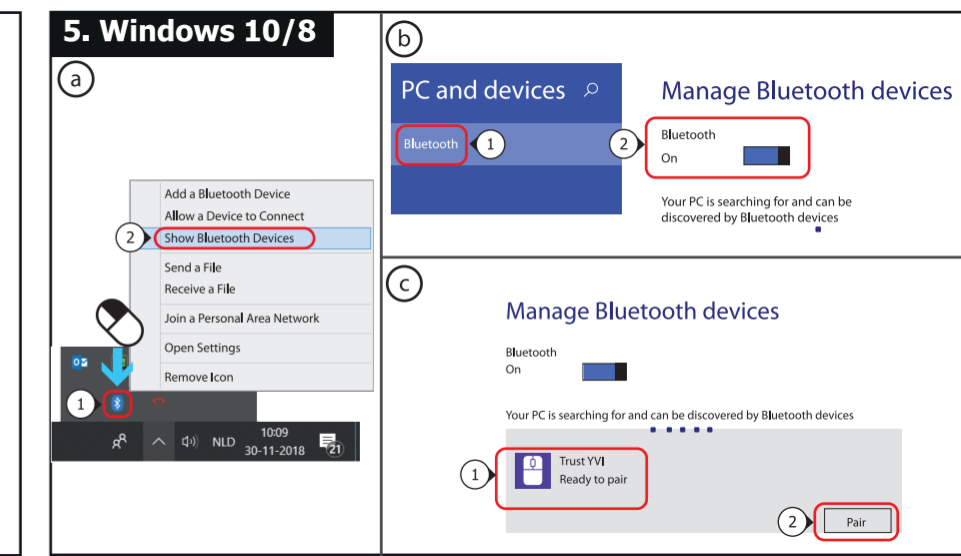 5. Windows 10/8
a
Add a Bluetooth Device
Allow a Device to Connect
2
Show Bluetooth Devices
Send a File
Receive a File
Join a Personal Area Network
Open Settings
Remove Icon
1
NLD
10:09
30-11-2018
21
b
PC and devices
Bluetooth
1
Manage Bluetooth devices
2
Bluetooth
On
Your PC is searching for and can be
discovered by Bluetooth devices
c
Manage Bluetooth devices
Bluetooth
On
Your PC is searching for and can be discovered by Bluetooth devices
1
Trust YVI
Ready to pair
2
Pair